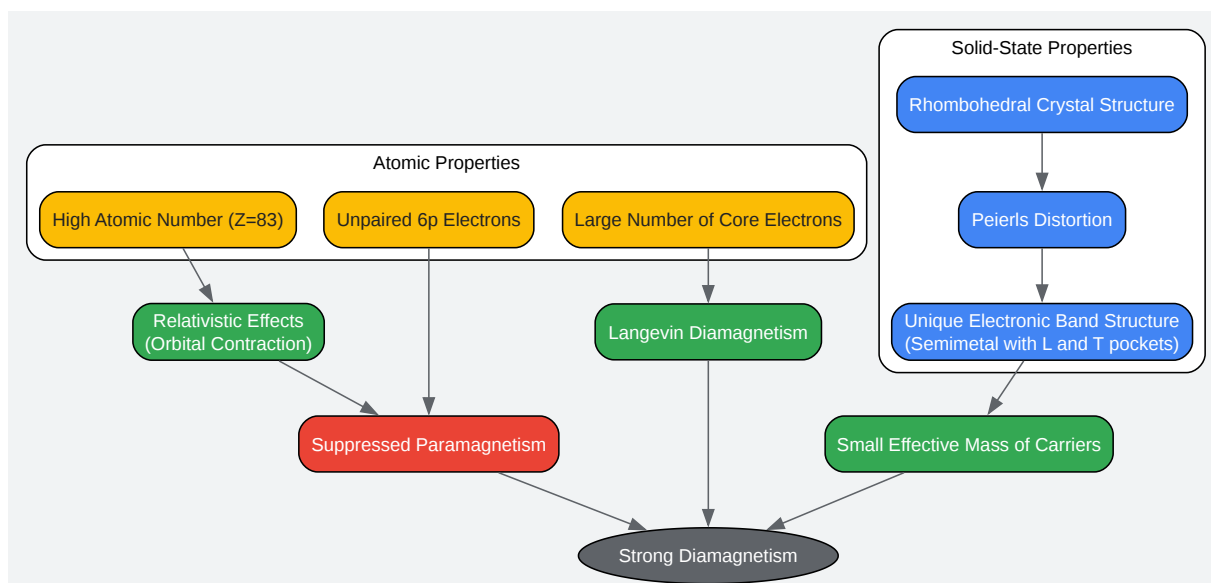 Solid-State Properties
Rhombohedral Crystal Structure
Atomic Properties
High Atomic Number (Z=83)
Unpaired 6p Electrons
Large Number of Core Electrons
Peierls Distortion
Relativistic Effects
(Orbital Contraction)
Langevin Diamagnetism
Unique Electronic Band Structure
(Semimetal with L and T pockets)
Suppressed Paramagnetism
Small Effective Mass of Carriers
Strong Diamagnetism